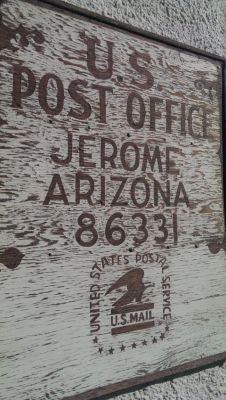 U.S.
POST OFFICE
JEROME
ARIZONA
86331
UNITED STATES POSTAL SERVICE
U.S.MAIL